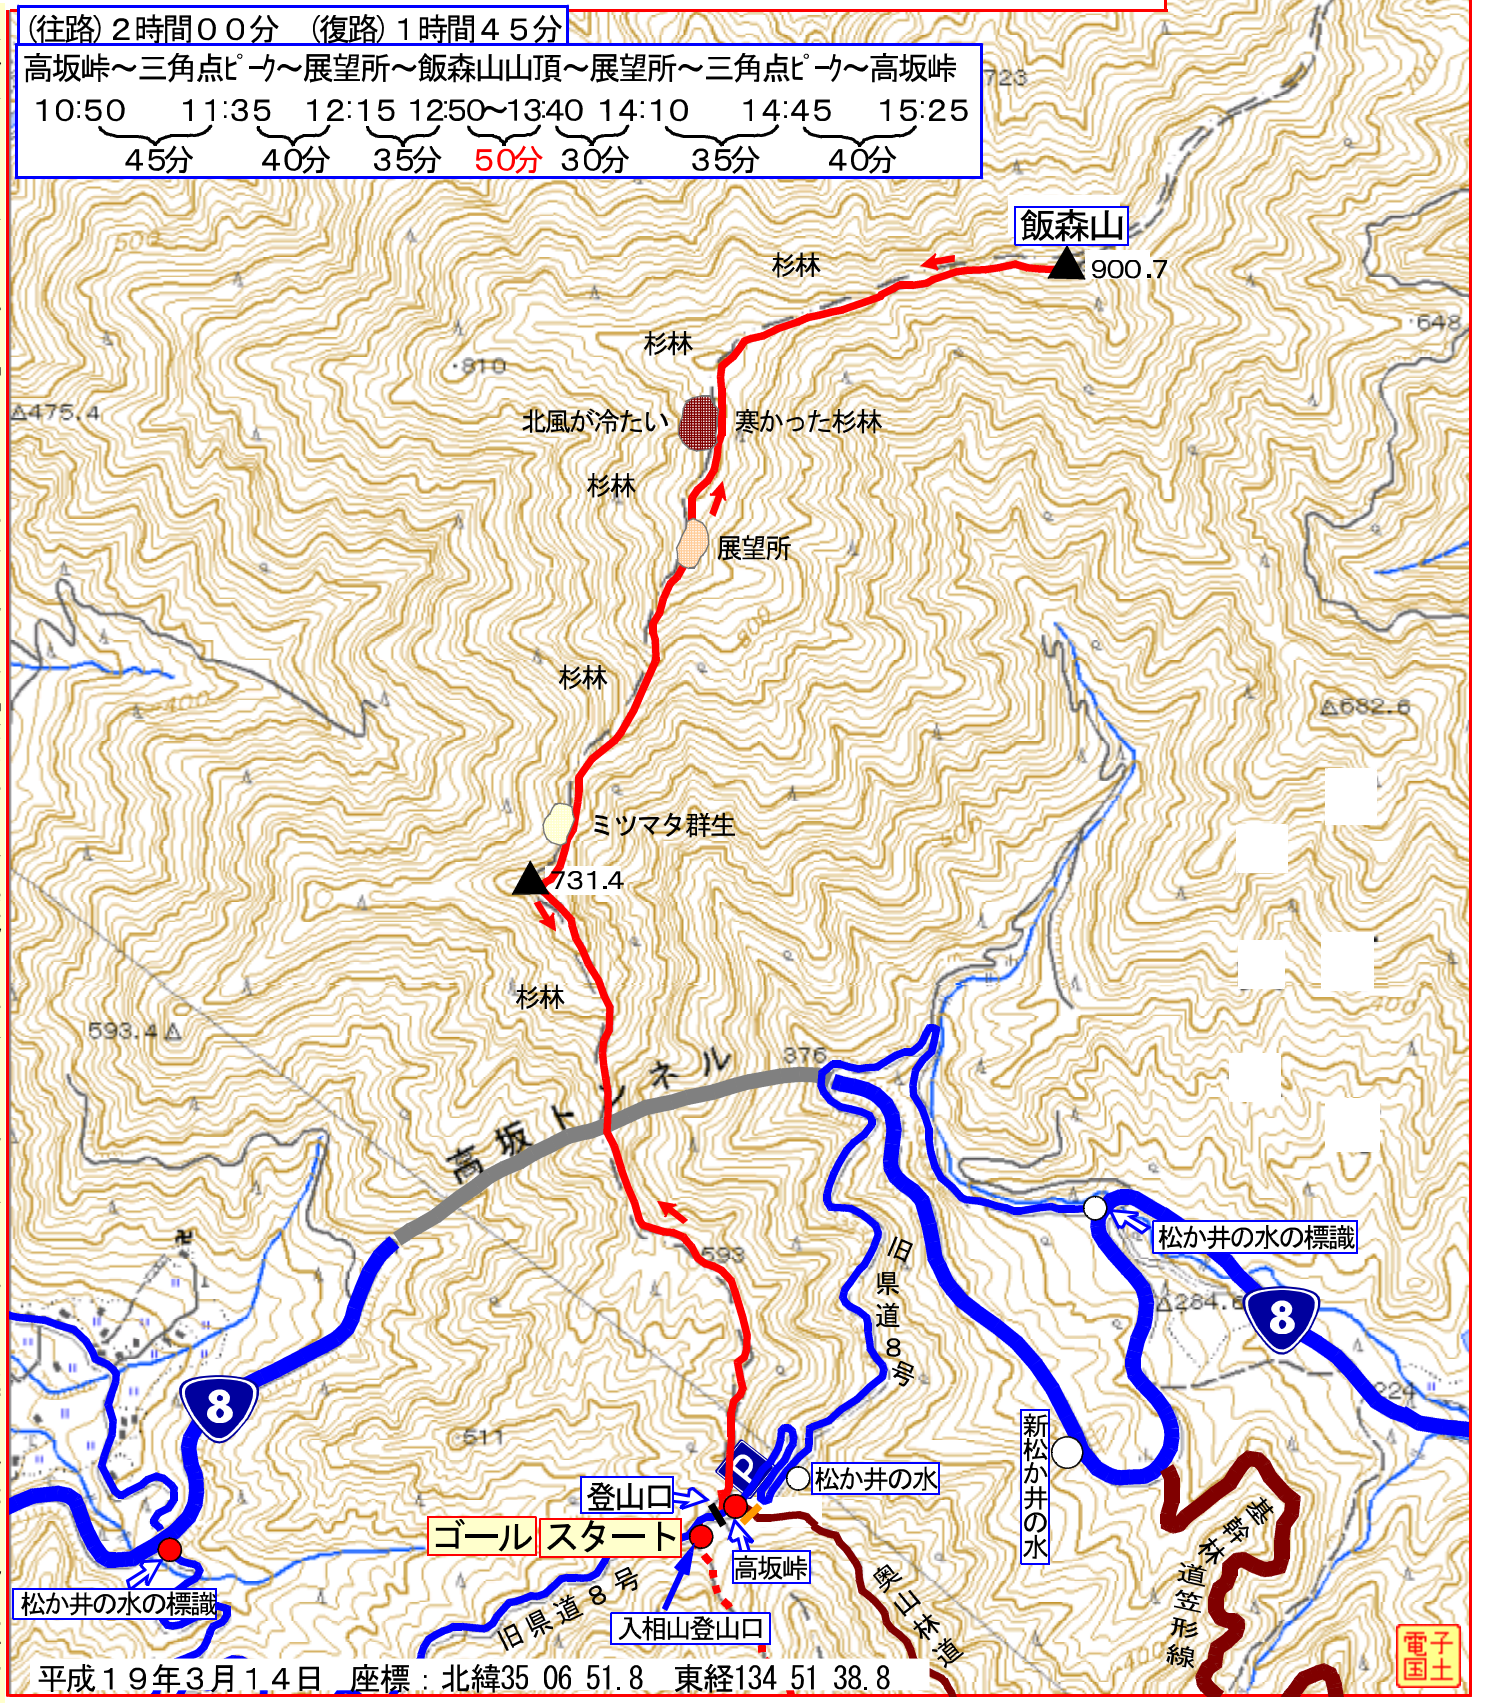 (往路)２時間００分　(復路)１時間４５分
高坂峠～三角点ﾋﾟｰｸ～展望所～飯森山山頂～展望所～三角点ﾋﾟｰｸ～高坂峠
10:50 11:35 12:15 12:50～13:40 14:10 14:45 15:25
45分 40分 35分 50分 30分 35分 40分
723
飯森山
900.7
500
杉林
648
杉林
810
475.4
北風が冷たい
寒かった杉林
杉林
展望所
800
杉林
400
682.6
ミツマタ群生
500
731.4
杉林
593.4
376
高坂トンネル
593
旧県道８号
松か井の水の標識
284.6
8
8
224
511
新松か井の水
P
松か井の水
登山口
ゴール
スタート
高坂峠
基幹林道笠形線
奥山林道
松か井の水の標識
旧県道８号
入相山登山口
電子国土
平成１９年３月１４日　座標：北緯35 06 51.8　東経134 51 38.8